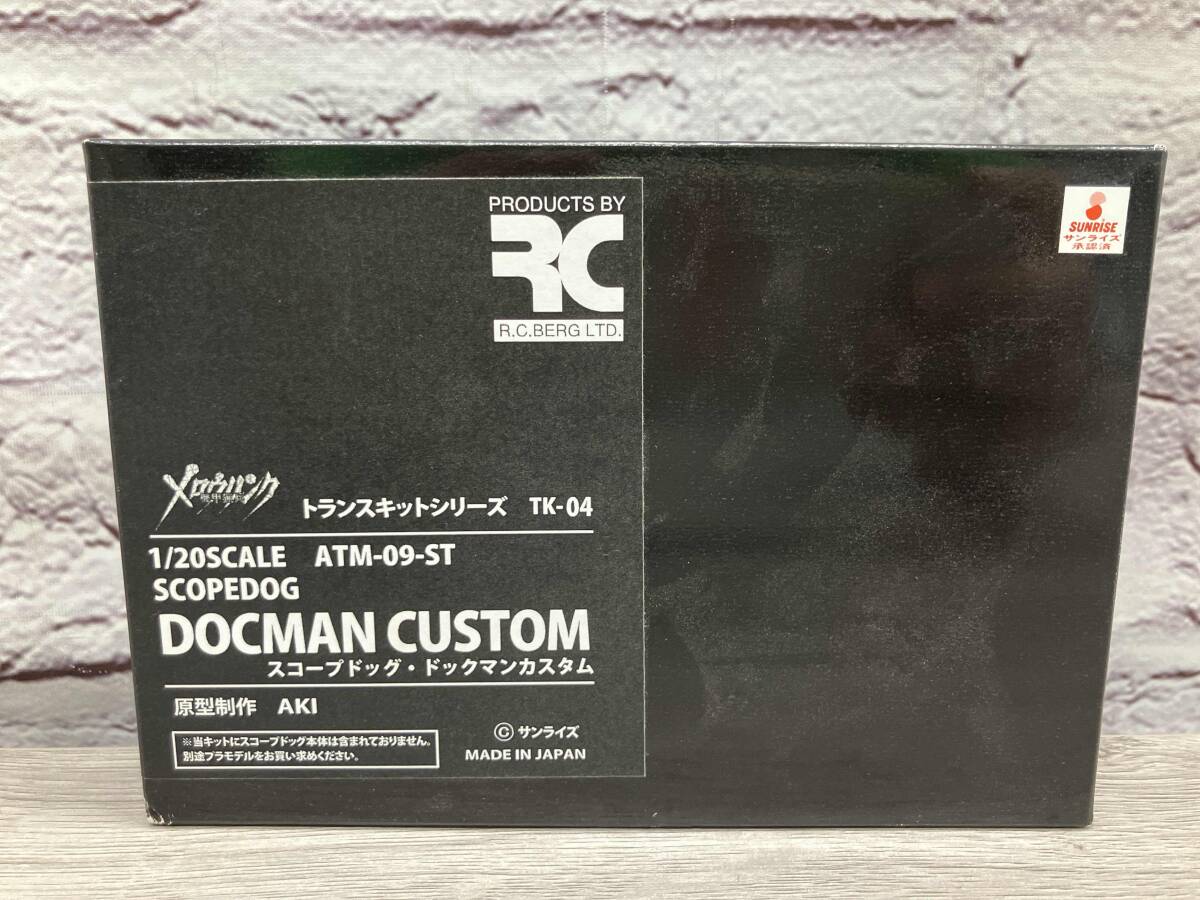 PRODUCTS BY
RC
R.C.BERG LTD.
SUNRISE
サンライズ
承認済
メロウリンク
トランスキットシリーズ TK-04
1/20SCALE ATM-09-ST
SCOPEDOG
DOCMAN CUSTOM
スコープドッグ・ドックマンカスタム
原型制作 AKI
※当キットにスコープドッグ本体は含まれておりません。
別途プラモデルをお買い求めください。
© サンライズ
MADE IN JAPAN